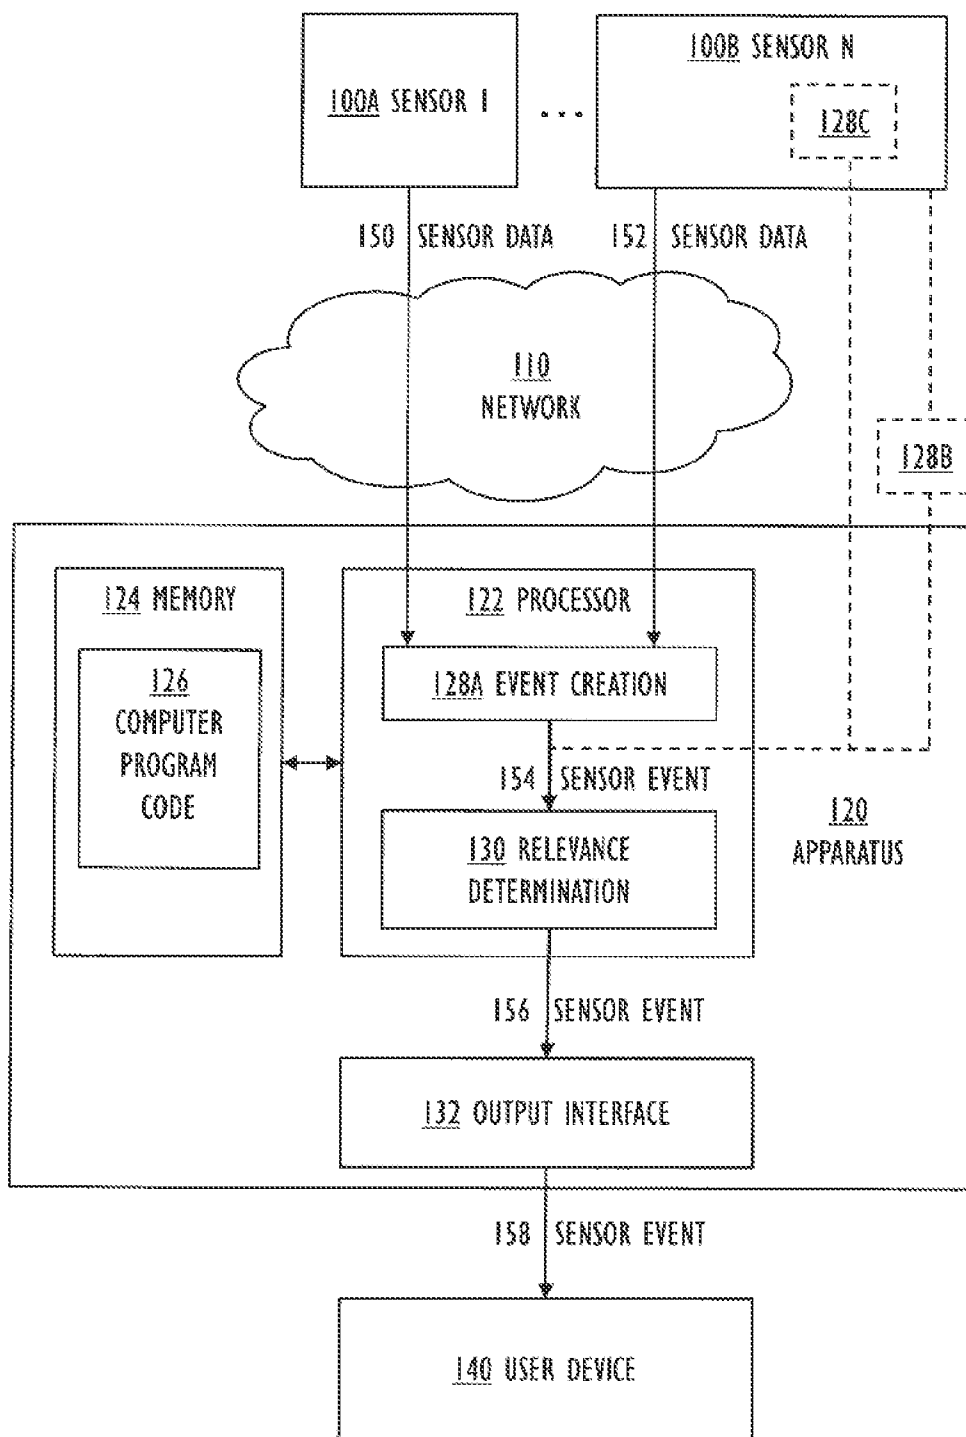 100A SENSOR 1
...
100B SENSOR N
128C
150 SENSOR DATA
152 SENSOR DATA
110
NETWORK
128B
124 MEMORY
126
COMPUTER
PROGRAM
CODE
122 PROCESSOR
128A EVENT CREATION
154 SENSOR EVENT
130 RELEVANCE
DETERMINATION
120
APPARATUS
156 SENSOR EVENT
132 OUTPUT INTERFACE
158 SENSOR EVENT
140 USER DEVICE